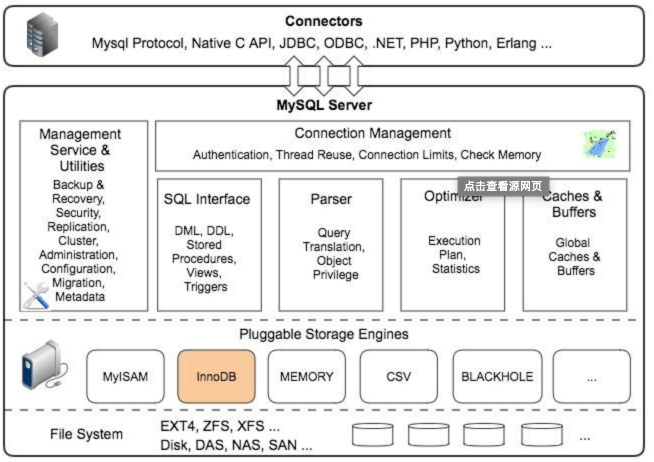 Connectors
Mysql Protocol, Native C API, JDBC, ODBC, .NET, PHP, Python, Erlang ...
MySQL Server
Management
Service &
Utilities
Backup &
Recovery,
Security,
Replication,
Cluster,
Administration,
Configuration,
Migration,
Metadata
Connection Management
Authentication, Thread Reuse, Connection Limits, Check Memory
点击查看源网页
SQL Interface
DML, DDL,
Stored
Procedures,
Views,
Triggers
Parser
Query
Translation,
Object
Privilege
Optimizer
Execution
Plan,
Statistics
Caches &
Buffers
Global
Caches &
Buffers
Pluggable Storage Engines
MyISAM
InnoDB
MEMORY
CSV
BLACKHOLE
...
File System
EXT4, ZFS, XFS ...
Disk, DAS, NAS, SAN ...
...